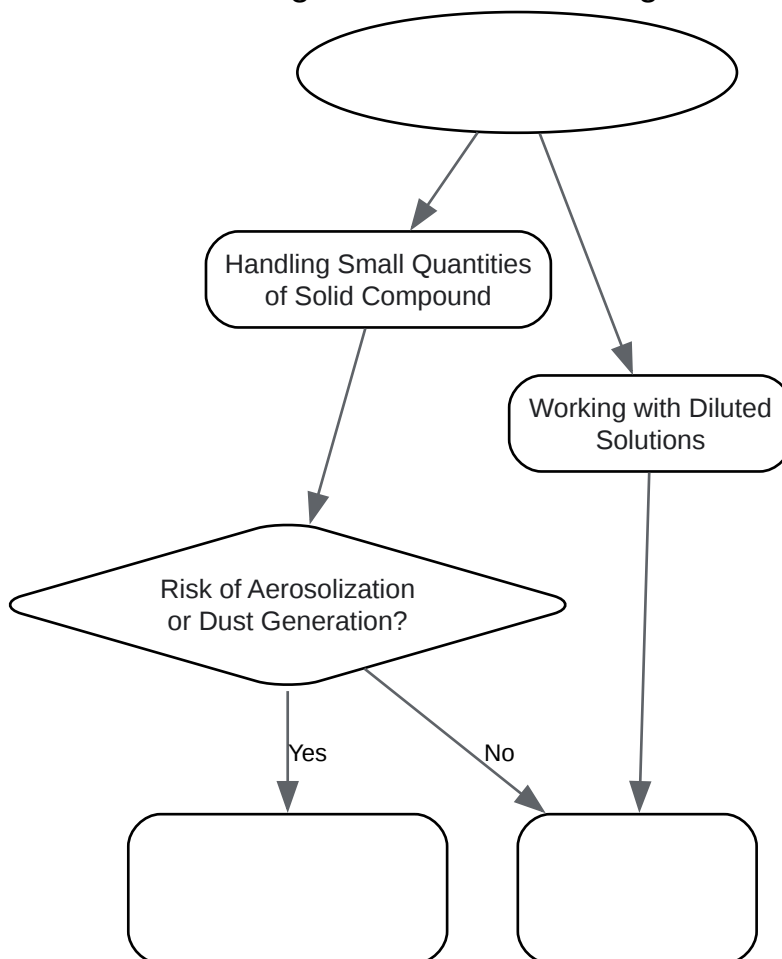 Handling Small Quantities
of Solid Compound
Working with Diluted
Solutions
Risk of Aerosolization
or Dust Generation?
Yes
No